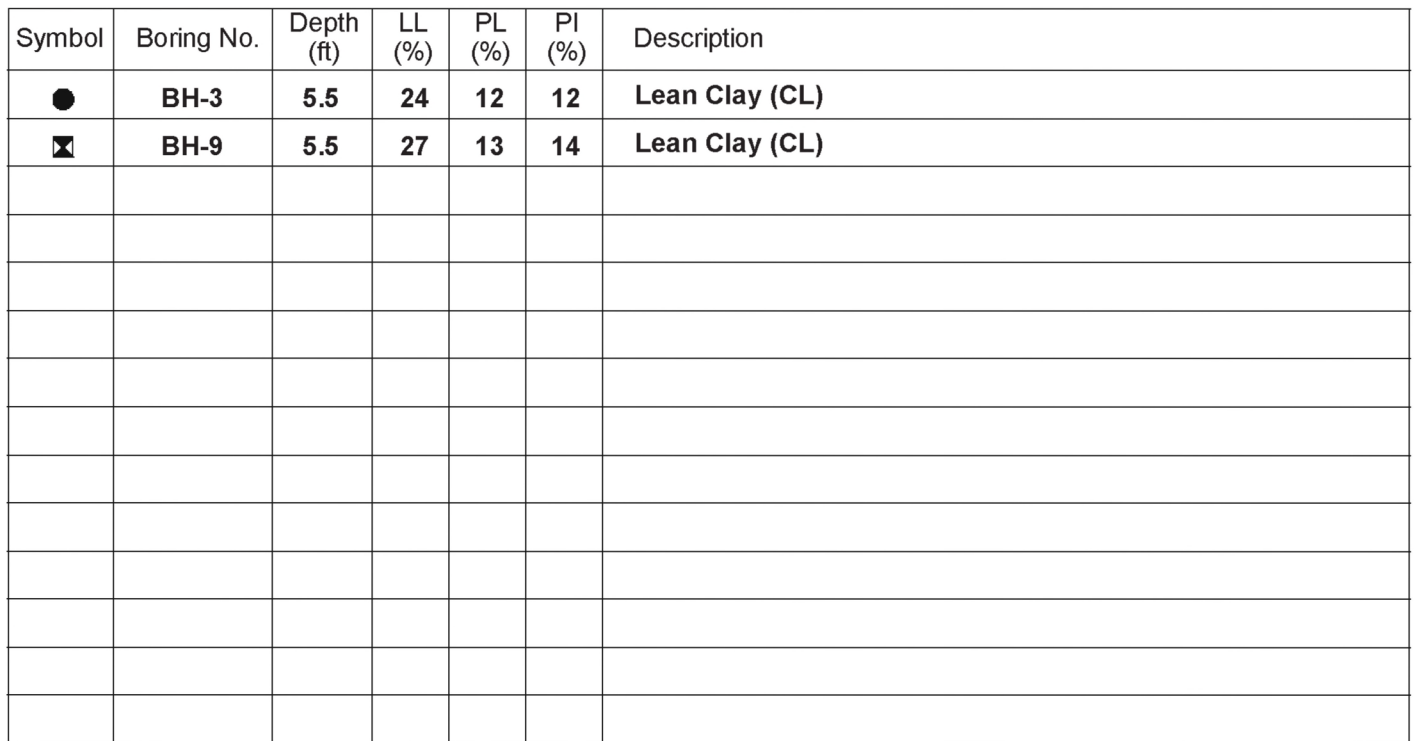 Symbol Boring No. Depth (ft) LL (%) PL (%) PI (%) Description
BH-3 5.5 24 12 12 Lean Clay (CL)
BH-9 5.5 27 13 14 Lean Clay (CL)